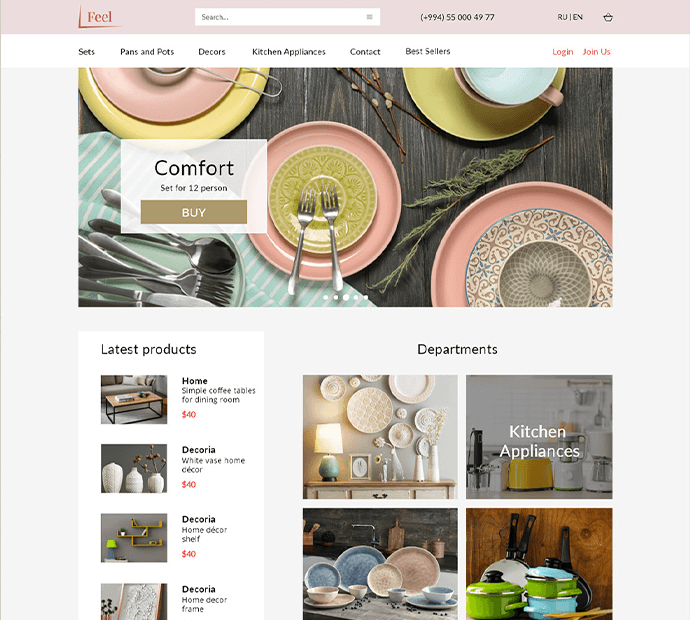 Feel
Search...
(+994) 55 000 49 77
RU | EN
Sets
Pans and Pots
Decors
Kitchen Appliances
Contact
Best Sellers
Login
Join Us
Comfort
Set for 12 person
BUY
Latest products
Home
Simple coffee tables
for dining room
$40
Decoria
White vase home
décor
$40
Decoria
Home décor
shelf
$40
Decoria
Home decor
frame
Departments
Kitchen
Appliances